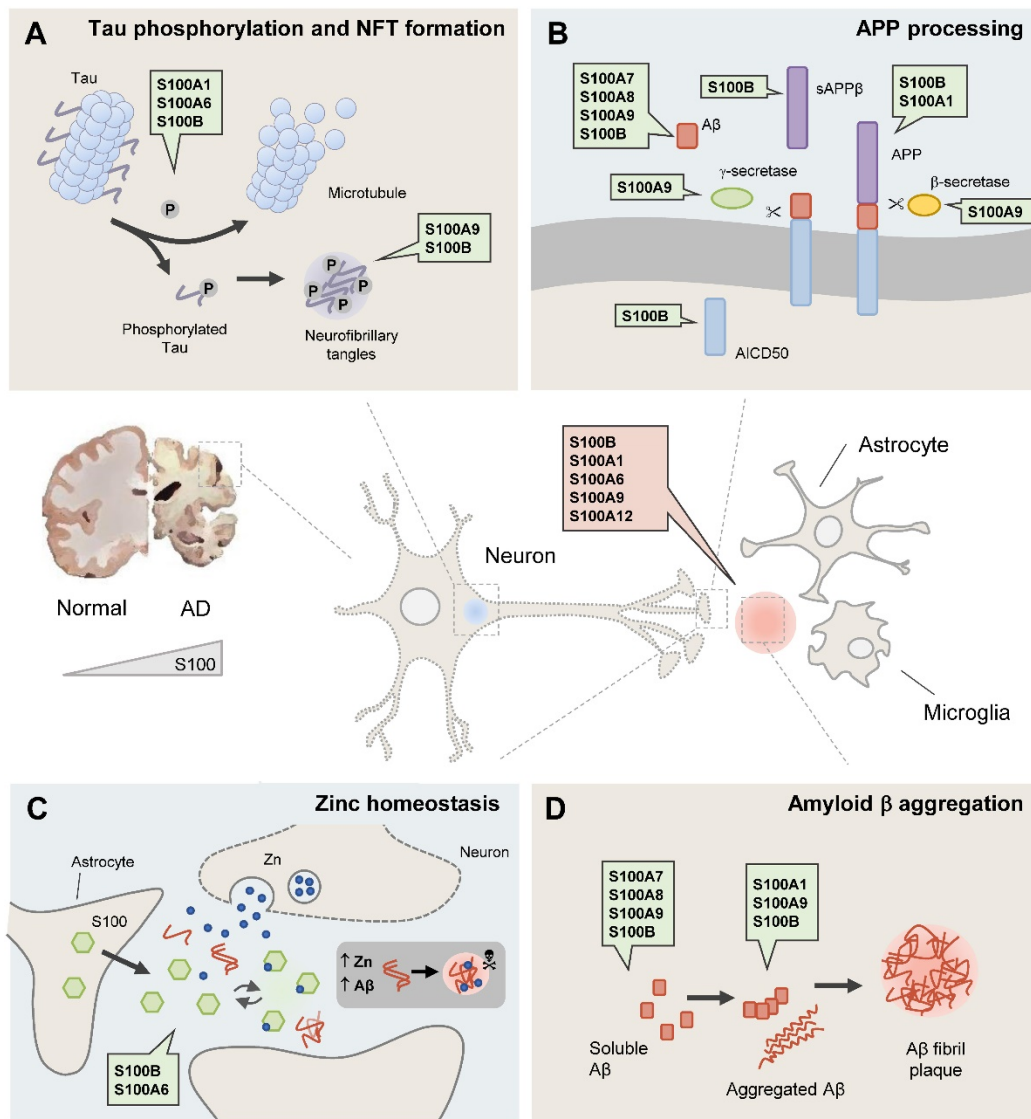 A
Tau phosphorylation and NFT formation
Tau
S100A1
S100A6
S100B
P
Microtubule
S100A9
S100B
P
Phosphorylated
Tau
P
P
P
P
Neurofibrillary
tangles
B
APP processing
S100A7
S100A8
S100A9
S100B
Aβ
S100B
sAPPβ
S100B
S100A1
APP
γ-secretase
S100A9
β-secretase
S100A9
S100B
AICD50
Normal
AD
S100
Neuron
S100B
S100A1
S100A6
S100A9
S100A12
Astrocyte
Microglia
C
Zinc homeostasis
Astrocyte
S100
Zn
Neuron
↑ Zn
↑ Aβ
S100B
S100A6
D
Amyloid β aggregation
S100A7
S100A8
S100A9
S100B
S100A1
S100A9
S100B
Soluble
Aβ
Aggregated Aβ
Aβ fibril
plaque